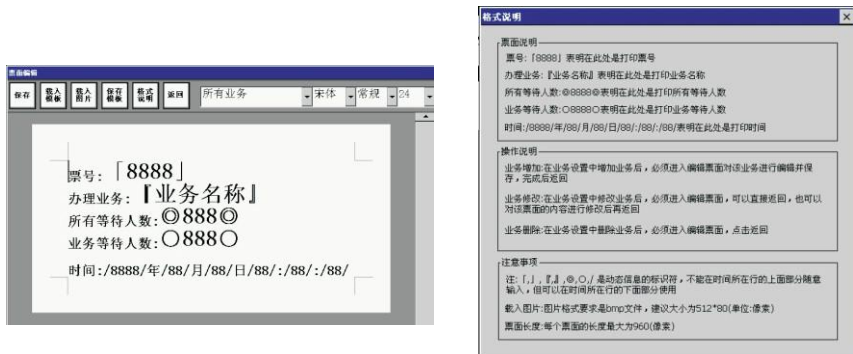 票面编辑
保存
载入模板
载入图片
保存模板
格式说明
返回
所有业务
宋体
常规
24
票号:「8888」
办理业务:『业务名称』
所有等待人数:◎888◎
业务等待人数:○888○
时间:/8888/年/88/月/88/日/88/:/88/:/88/
格式说明
票面说明
票号:「8888」表明在此处是打印票号
办理业务:『业务名称』表明在此处是打印业务名称
所有等待人数:◎8888◎表明在此处是打印所有等待人数
业务等待人数:○8888○表明在此处是打印业务等待人数
时间:/8888/年/88/月/88/日/88/:/88/:/88/表明在此处是打印时间
操作说明
业务增加:在业务设置中增加业务后，必须进入编辑票面对该业务进行编辑并保
存，完成后返回
业务修改:在业务设置中修改业务后，必须进入编辑票面，可以直接返回，也可以
对该票面的内容进行修改后再返回
业务删除:在业务设置中删除业务后，必须进入编辑票面，点击返回
注意事项
注:「,」,『,』,◎,○,/ 是动态信息的标识符，不能在时间所在行的上面部分随意
输入，但可以在时间所在行的下面部分使用
载入图片:图片格式要求是bmp文件，建议大小为512*80(单位:像素)
票面长度:每个票面的长度最大为960(像素)